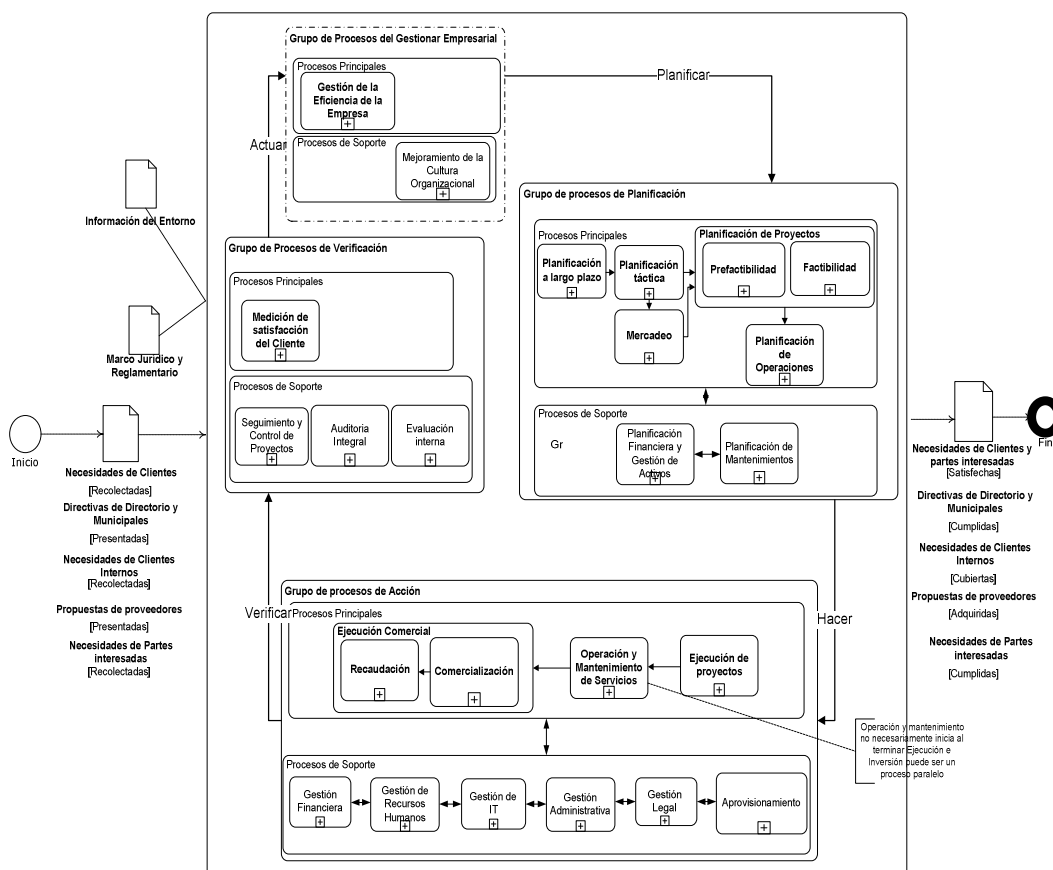 Grupo de Procesos del Gestionar Empresarial
Procesos Principales
Gestión de la
Eficiencia de la
Empresa
Procesos de Soporte
Mejoramiento de la
Cultura
Organizacional
Planificar
Actuar
Información del Entorno
Marco Jurídico y
Reglamentario
Inicio
Necesidades de Clientes
[Recolectadas]
Directivas de Directorio y
Municipales
[Presentadas]
Necesidades de Clientes
Internos
[Recolectadas]
Propuestas de proveedores
[Presentadas]
Necesidades de Partes
interesadas
[Recolectadas]
Grupo de Procesos de Verificación
Procesos Principales
Medición de
satisfacción
del Cliente
Procesos de Soporte
Seguimiento y
Control de
Proyectos
Auditoria
Integral
Evaluación
interna
Grupo de procesos de Planificación
Procesos Principales
Planificación
a largo plazo
Planificación
táctica
Mercadeo
Planificación de Proyectos
Prefactibilidad
Factibilidad
Planificación
de
Operaciones
Procesos de Soporte
Gr
Planificación
Financiera y
Gestión de
Activos
Planificación de
Mantenimientos
Verificar
Hacer
Grupo de procesos de Acción
Procesos Principales
Ejecución Comercial
Recaudación
Comercialización
Operación y
Mantenimiento
de Servicios
Ejecución de
proyectos
Operación y mantenimiento
no necesariamente inicia al
terminar Ejecución e
Inversión puede ser un
proceso paralelo
Procesos de Soporte
Gestión
Financiera
Gestión de
Recursos
Humanos
Gestión de
IT
Gestión
Administrativa
Gestión
Legal
Aprovisionamiento
Fin
Necesidades de Clientes y
partes interesadas
[Satisfechas]
Directivas de Directorio y
Municipales
[Cumplidas]
Necesidades de Clientes
Internos
[Cubiertas]
Propuestas de proveedores
[Adquiridas]
Necesidades de Partes
interesadas
[Cumplidas]